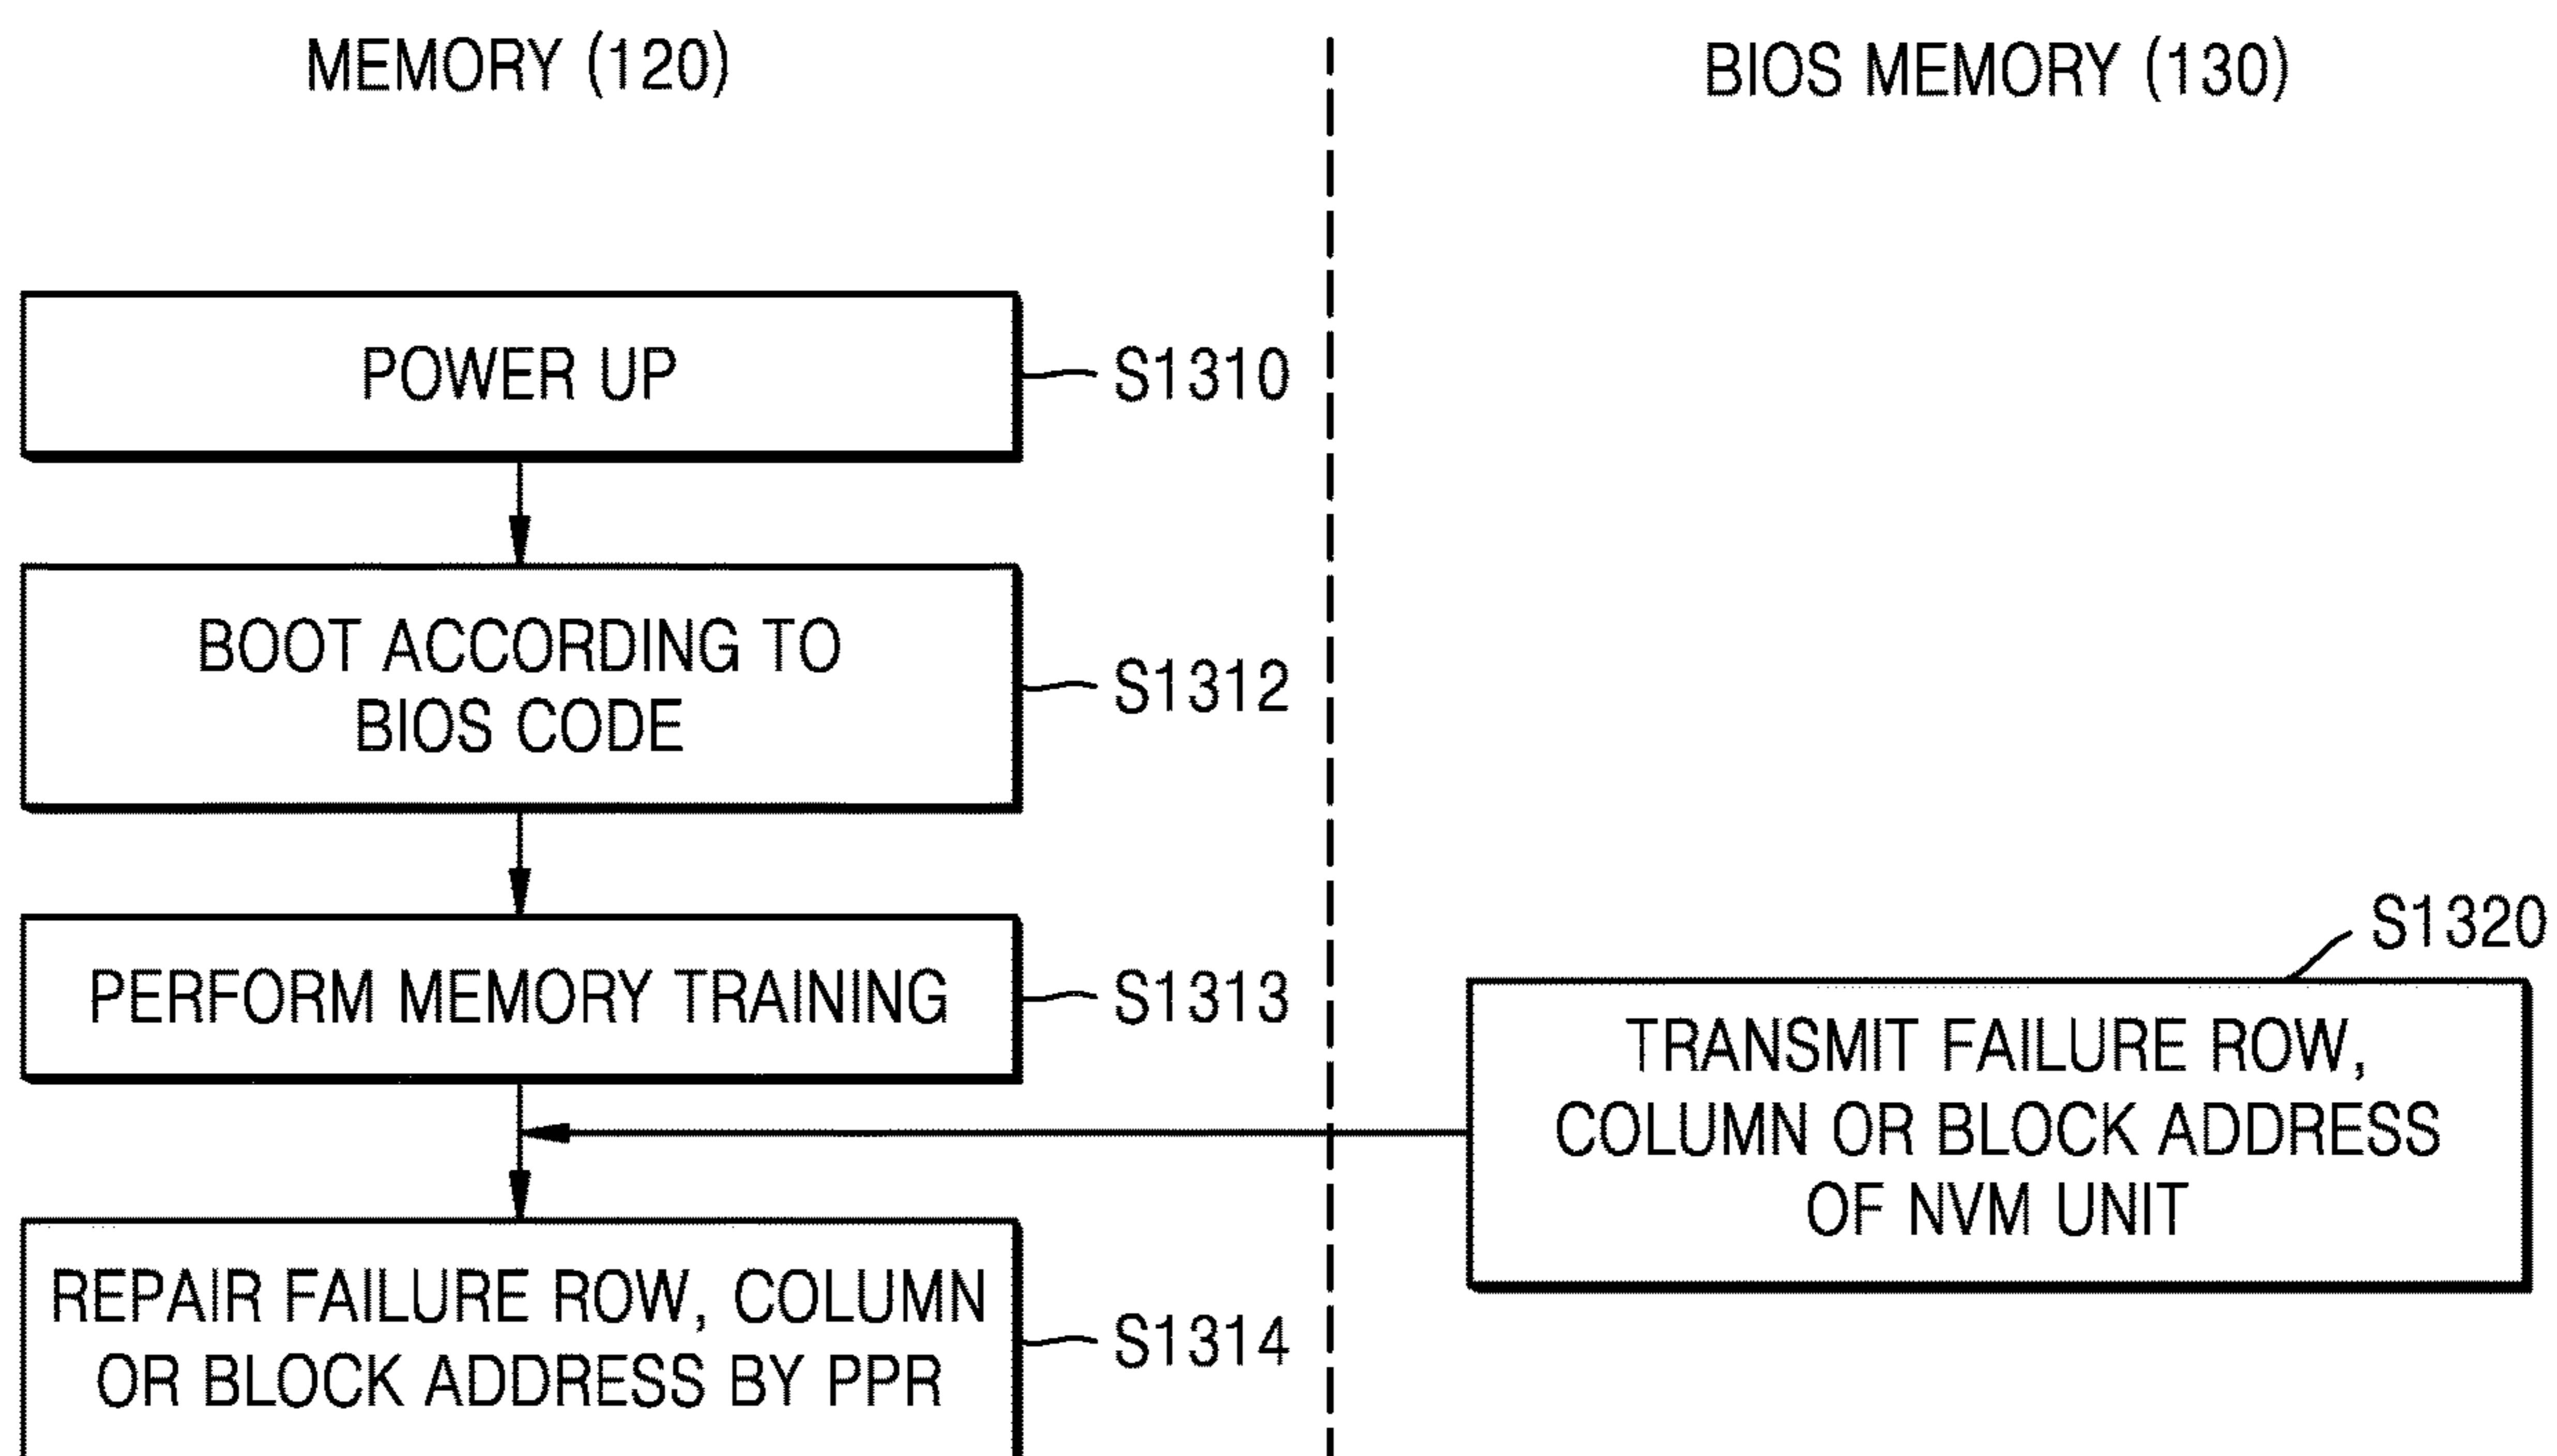 MEMORY (120)
BIOS MEMORY (130)
POWER UP
S1310
BOOT ACCORDING TO
BIOS CODE
S1312
PERFORM MEMORY TRAINING
S1313
S1320
TRANSMIT FAILURE ROW,
COLUMN OR BLOCK ADDRESS
OF NVM UNIT
REPAIR FAILURE ROW, COLUMN
OR BLOCK ADDRESS BY PPR
S1314